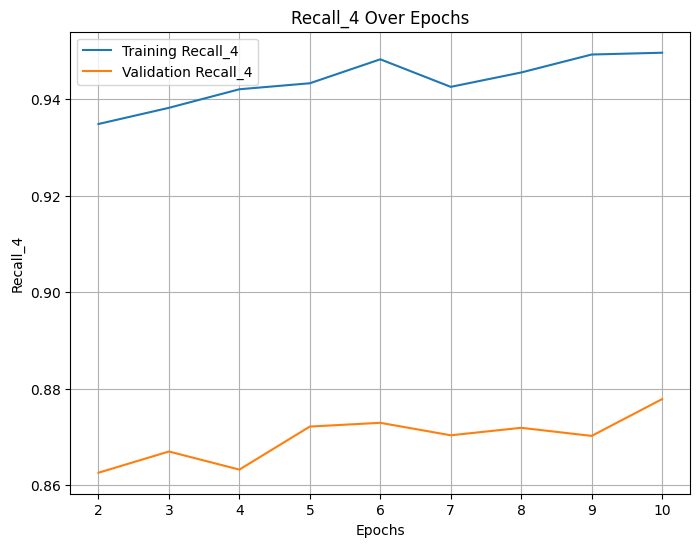 Recall_4 Over Epochs
Training Recall_4
Validation Recall_4
0.94
0.92
0.90
0.88
0.86
Recall_4
2 3 4 5 6 7 8 9 10
Epochs